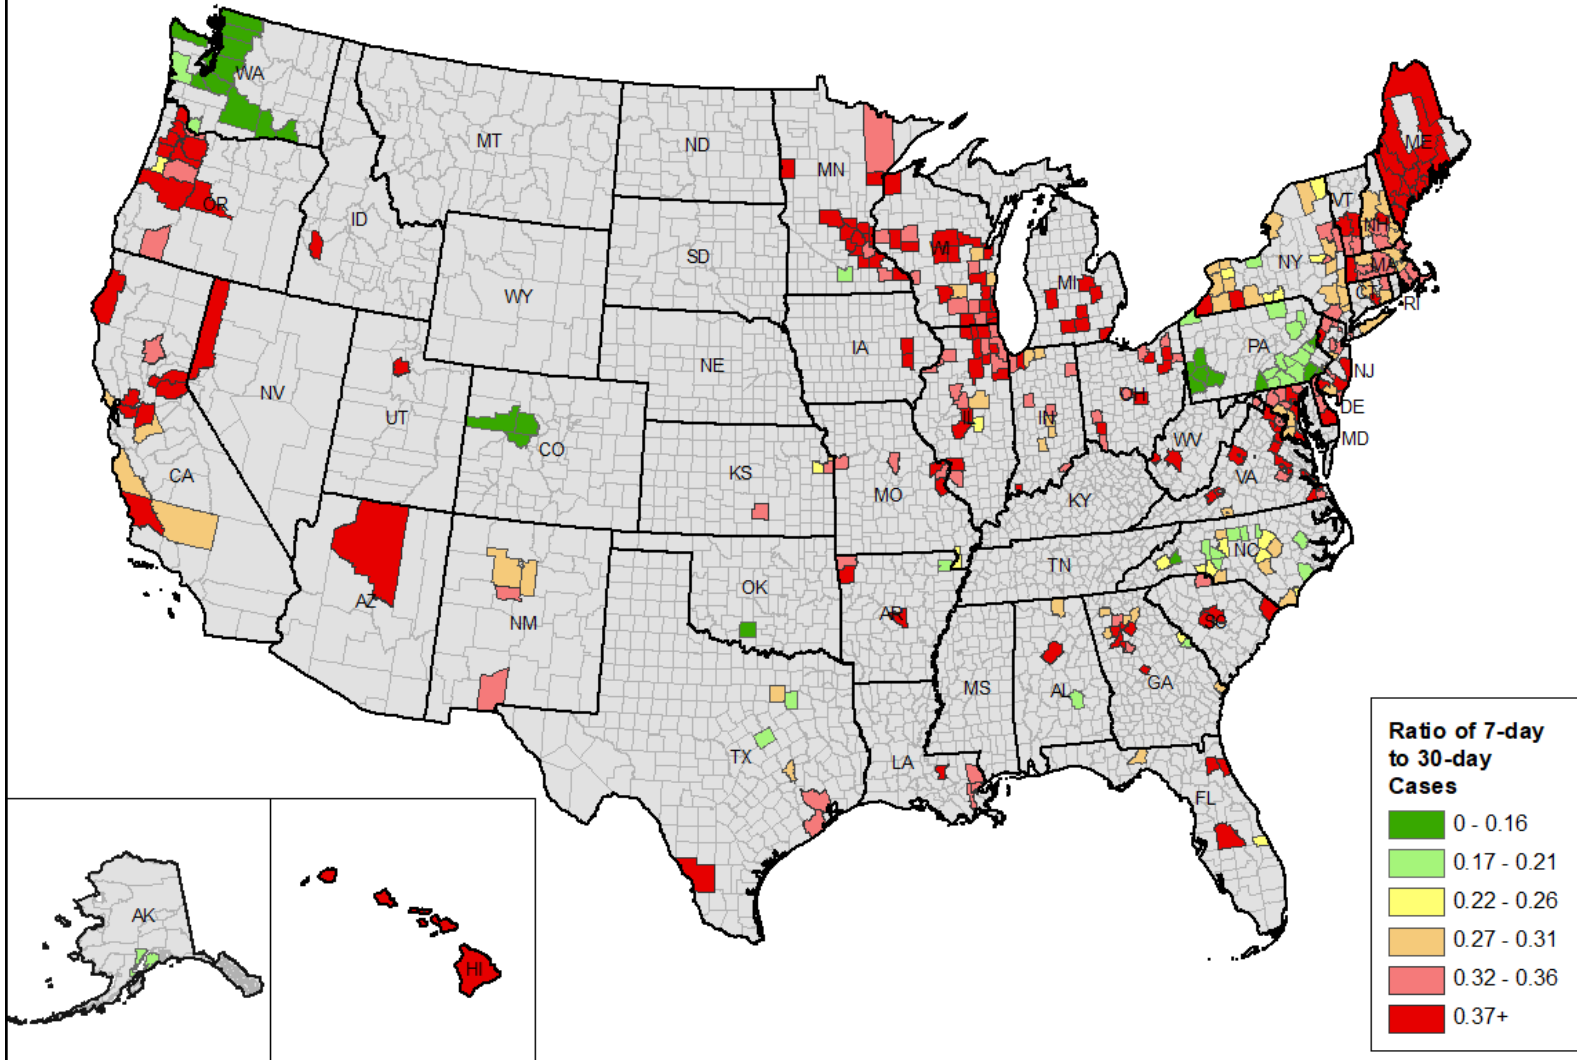 WA
MT
ND
MN
ME
VT
NH
OR
ID
SD
WI
NY
MA
MI
CT
RI
WY
IA
PA
NJ
NE
NV
UT
OH
DE
IL
IN
CO
MD
WV
CA
KS
VA
MO
KY
NC
TN
OK
AZ
AR
NM
SC
MS
AL
GA
TX
LA
FL
AK
HI
Ratio of 7-day
to 30-day
Cases
0 - 0.16
0.17 - 0.21
0.22 - 0.26
0.27 - 0.31
0.32 - 0.36
0.37+